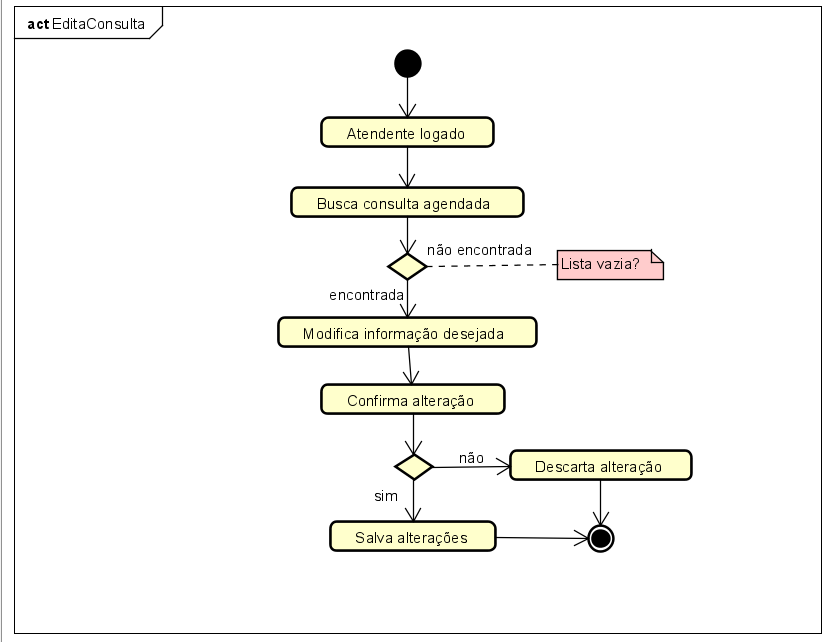 act EditaConsulta
Atendente logado
Busca consulta agendada
não encontrada
Lista vazia?
encontrada
Modifica informação desejada
Confirma alteração
não
Descarta alteração
sim
Salva alterações